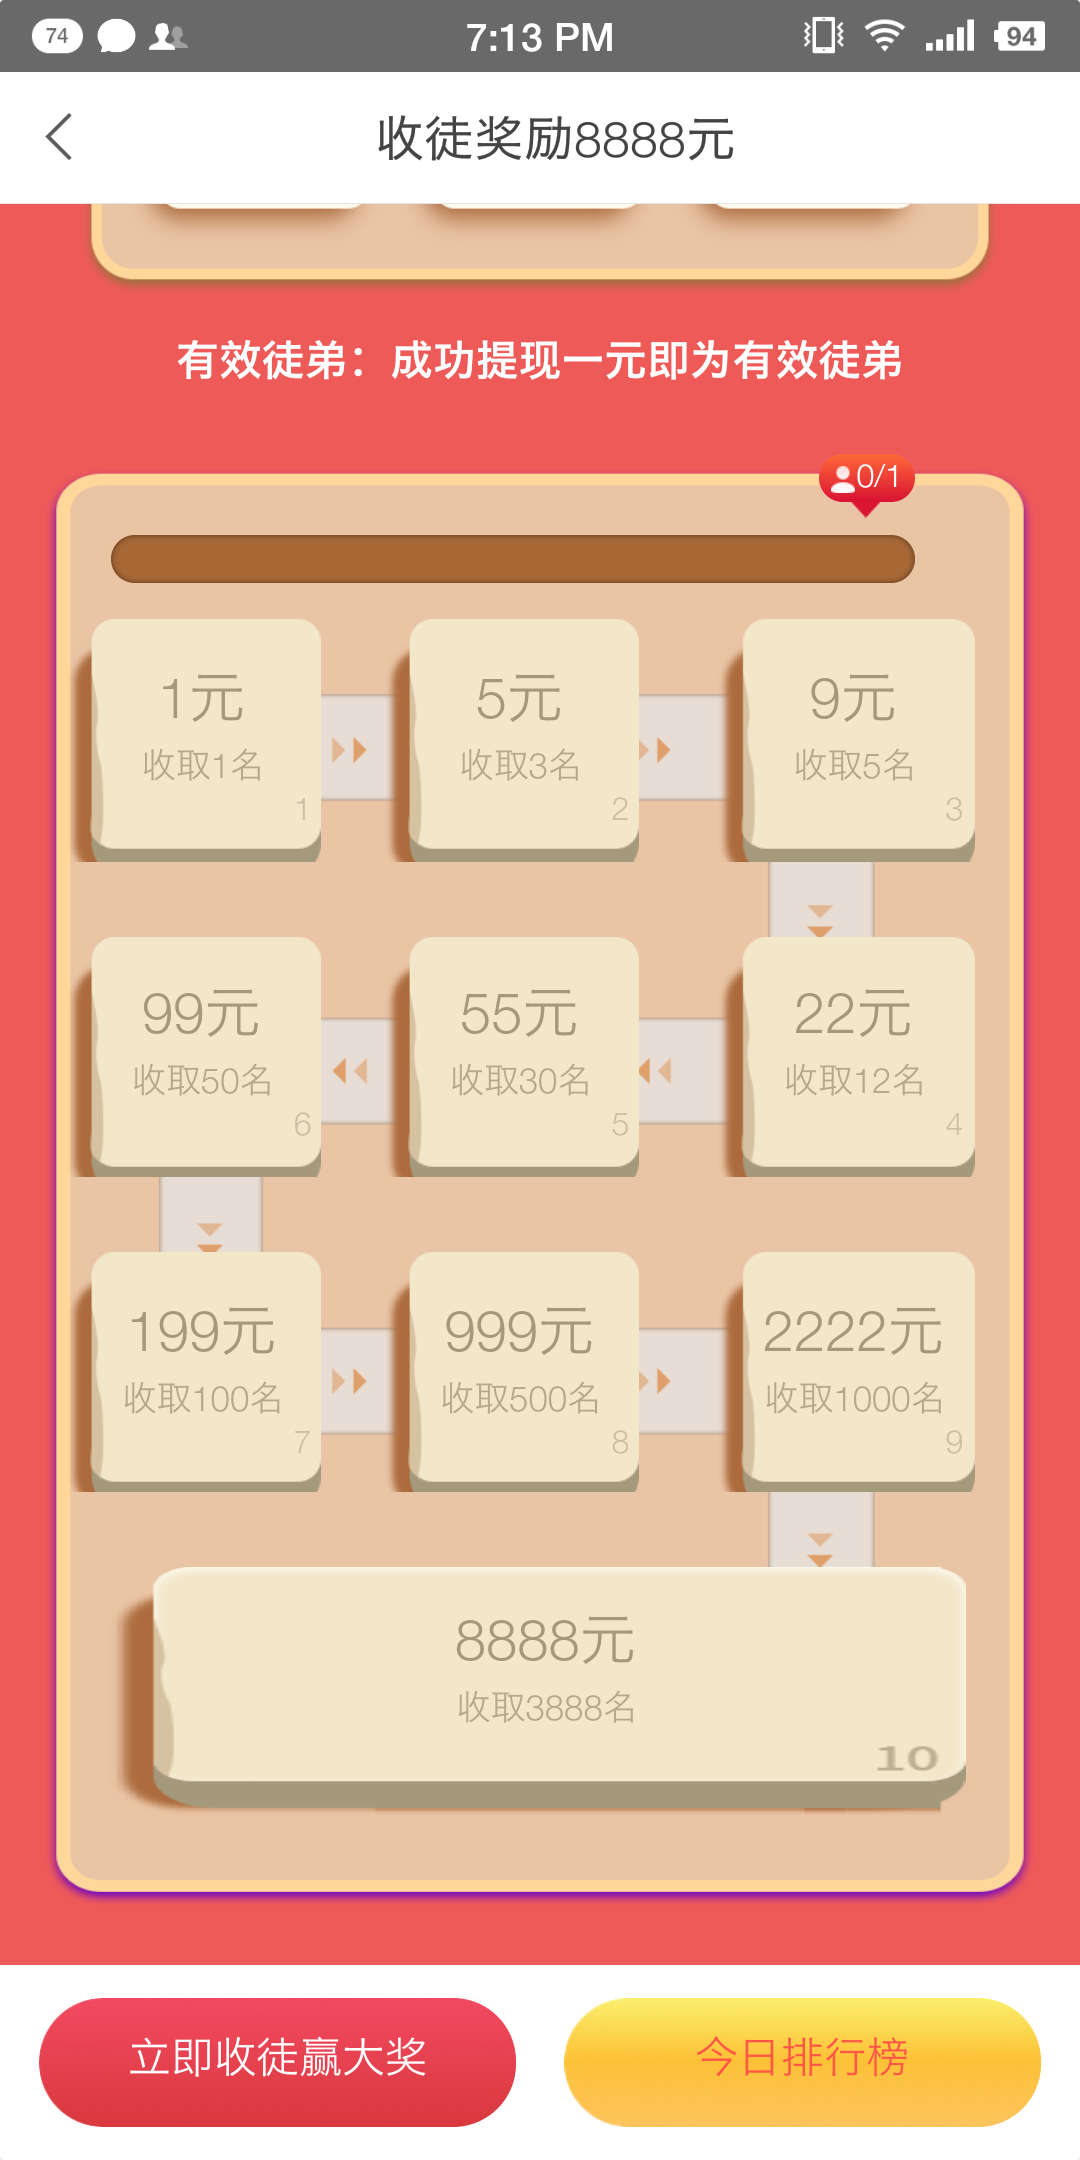 74
7:13 PM
94
收徒奖励8888元
有效徒弟：成功提现一元即为有效徒弟
0/1
1元
收取1名
1
5元
收取3名
2
9元
收取5名
3
99元
收取50名
6
55元
收取30名
5
22元
收取12名
4
199元
收取100名
7
999元
收取500名
8
2222元
收取1000名
9
8888元
收取3888名
10
立即收徒赢大奖
今日排行榜